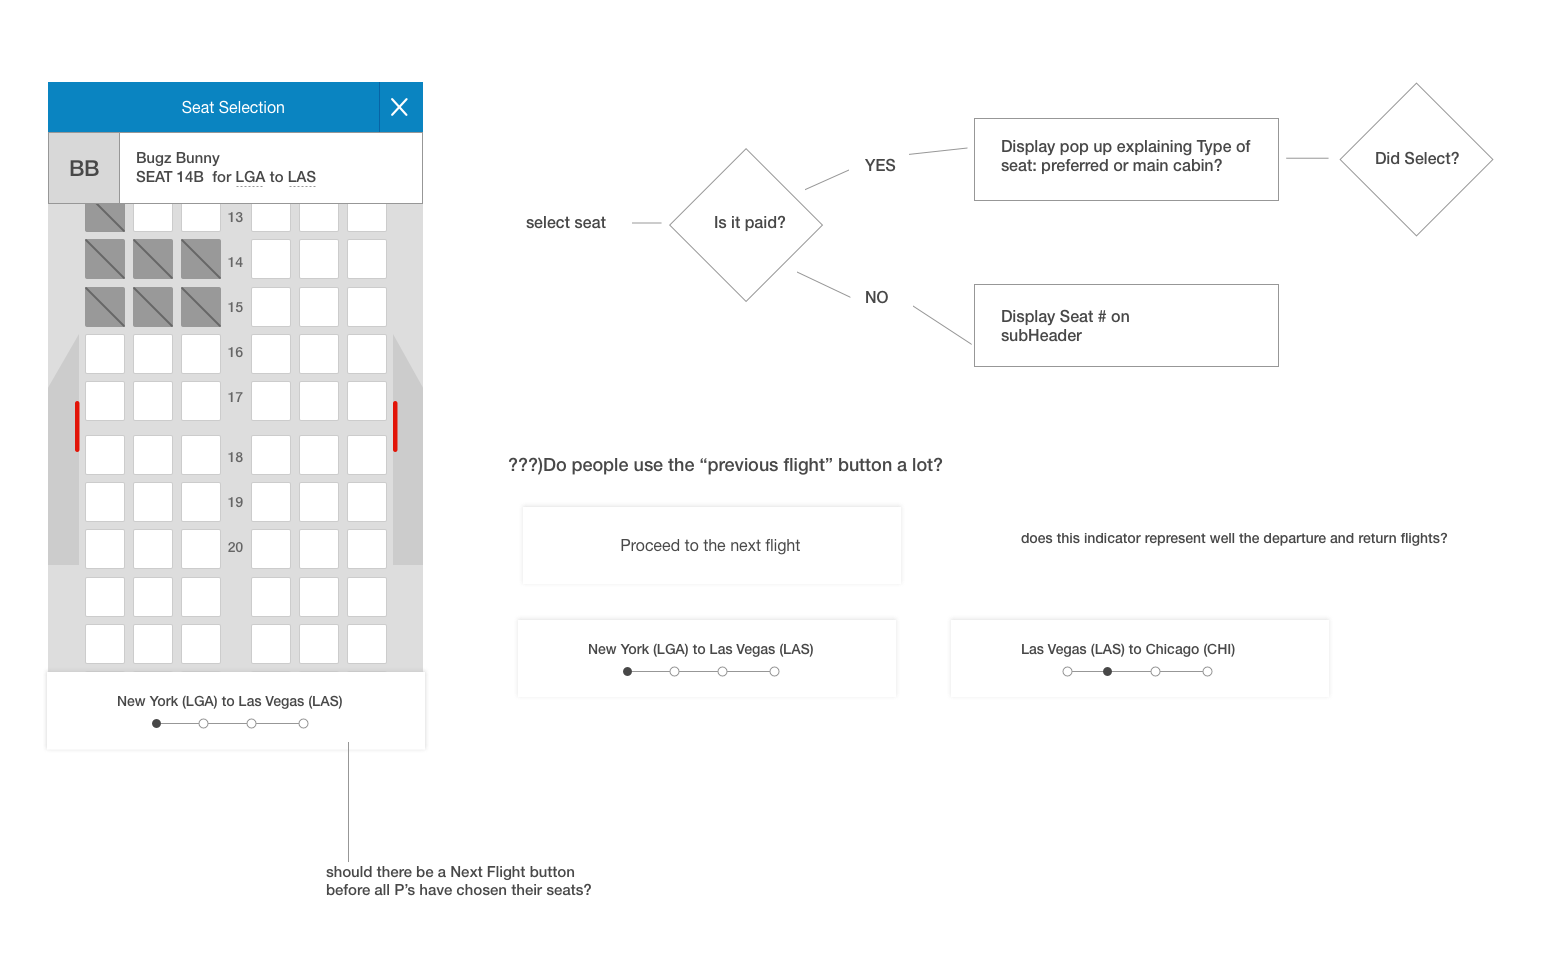 Seat Selection
BB
Bugz Bunny
SEAT 14B for LGA to LAS
13
14
15
16
17
18
19
20
New York (LGA) to Las Vegas (LAS)
should there be a Next Flight button
before all P's have chosen their seats?
select seat
Is it paid?
YES
NO
Display pop up explaining Type of
seat: preferred or main cabin?
Did Select?
Display Seat # on
subHeader
???)Do people use the “previous flight” button a lot?
Proceed to the next flight
does this indicator represent well the departure and return flights?
New York (LGA) to Las Vegas (LAS)
Las Vegas (LAS) to Chicago (CHI)